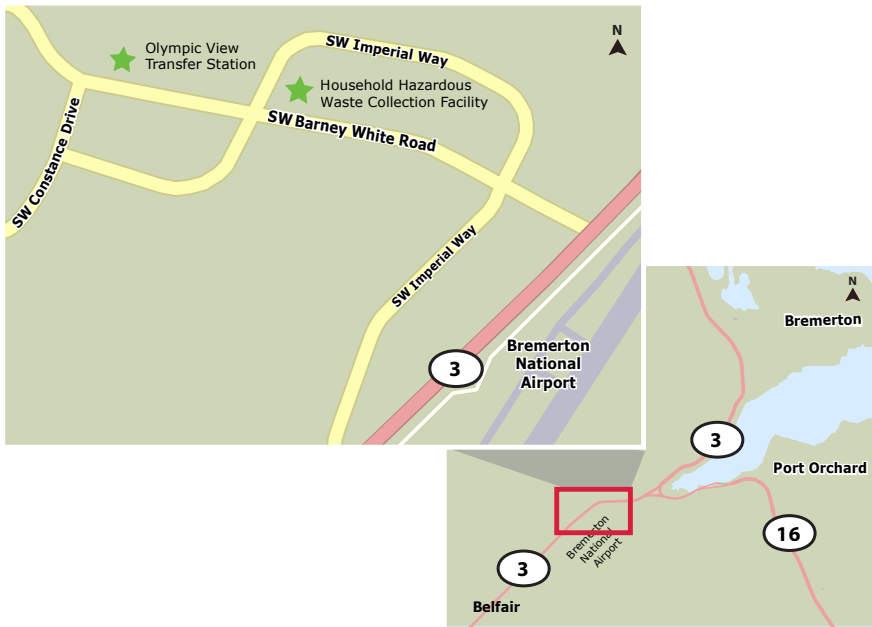 N
SW Imperial Way
Olympic View
Transfer Station
Household Hazardous
Waste Collection Facility
SW Barney White Road
SW Constance Drive
SW Imperial Way
Bremerton
National
Airport
3
N
Bremerton
3
Port Orchard
16
Bremerton
National
Airport
3
Belfair